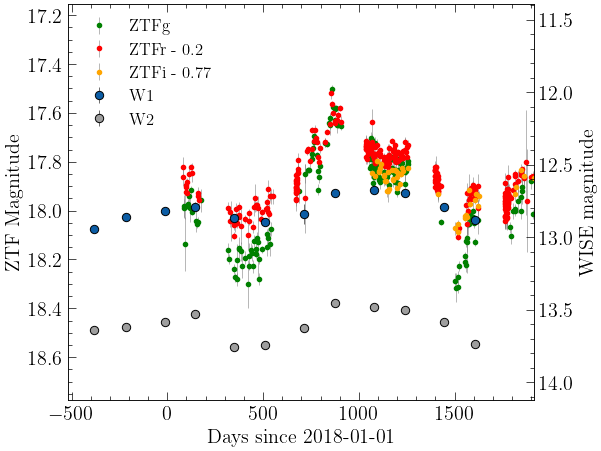 17.2
17.4
17.6
17.8
18.0
18.2
18.4
18.6
ZTF Magnitude
ZTFg
ZTFr - 0.2
ZTFi - 0.77
W1
W2
11.5
12.0
12.5
13.0
13.5
14.0
WISE magnitude
−500
0
500
1000
1500
Days since 2018-01-01